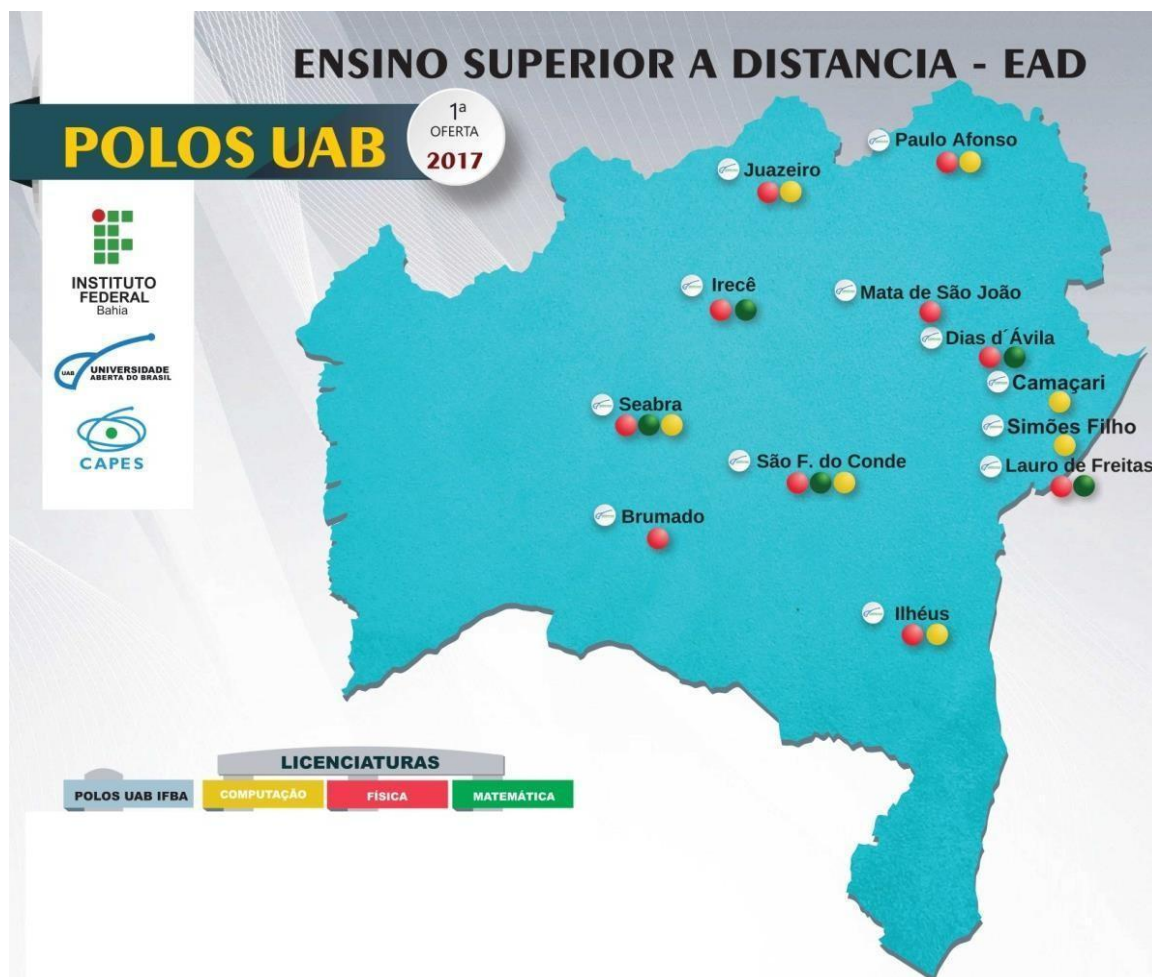 ENSINO SUPERIOR A DISTANCIA - EAD
POLOS UAB
1ª
OFERTA
2017
INSTITUTO
FEDERAL
Bahia
UAB
UNIVERSIDADE
ABERTA DO BRASIL
CAPES
Paulo Afonso
Juazeiro
Irecê
Mata de São João
Dias d´Ávila
Camaçari
Seabra
Simões Filho
São F. do Conde
Lauro de Freitas
Brumado
Ilhéus
LICENCIATURAS
POLOS UAB IFBA
COMPUTAÇÃO
FÍSICA
MATEMÁTICA